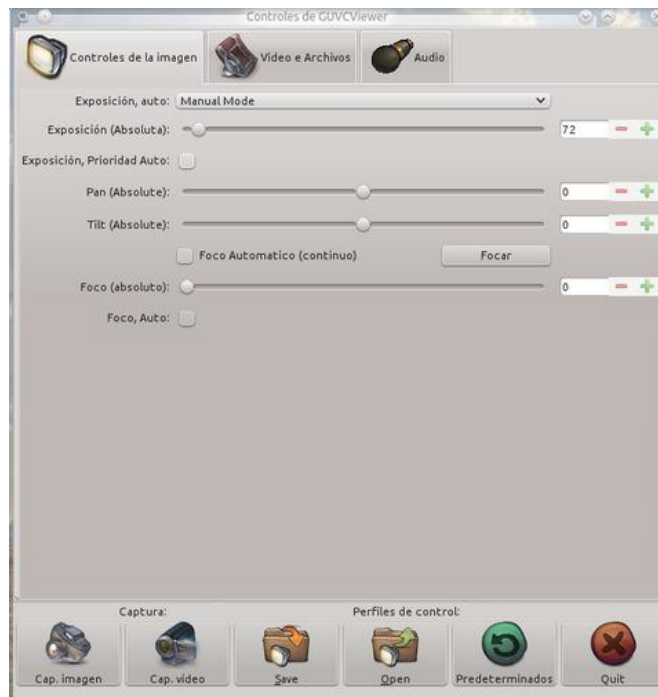 Controles de GUVCViewer
Controles de la imagen
Video e Archivos
Audio
Exposición, auto: Manual Mode
Exposición (Absoluta): 72
Exposición, Prioridad Auto:
Pan (Absolute): 0
Tilt (Absolute): 0
Foco Automatico (continuo) Focar
Foco (absoluto): 0
Foco, Auto:
Captura: Perfiles de control:
Cap. imagen Cap. vídeo Save Open Predeterminados Quit